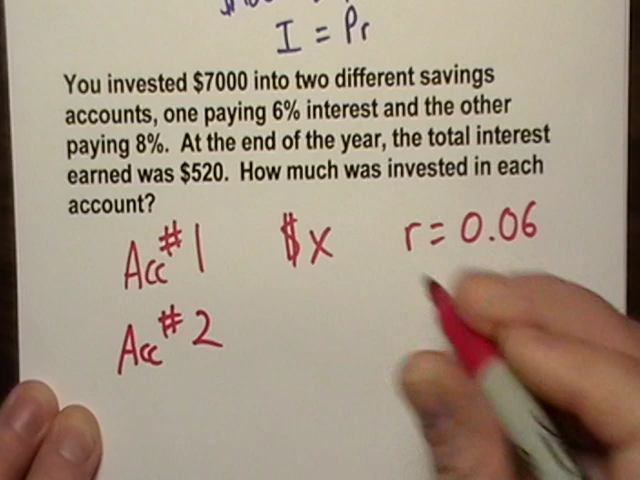 I = Pr
You invested $7000 into two different savings
accounts, one paying 6% interest and the other
paying 8%. At the end of the year, the total interest
earned was $520. How much was invested in each
account?
Acc #1 $x r = 0.06
Acc #2